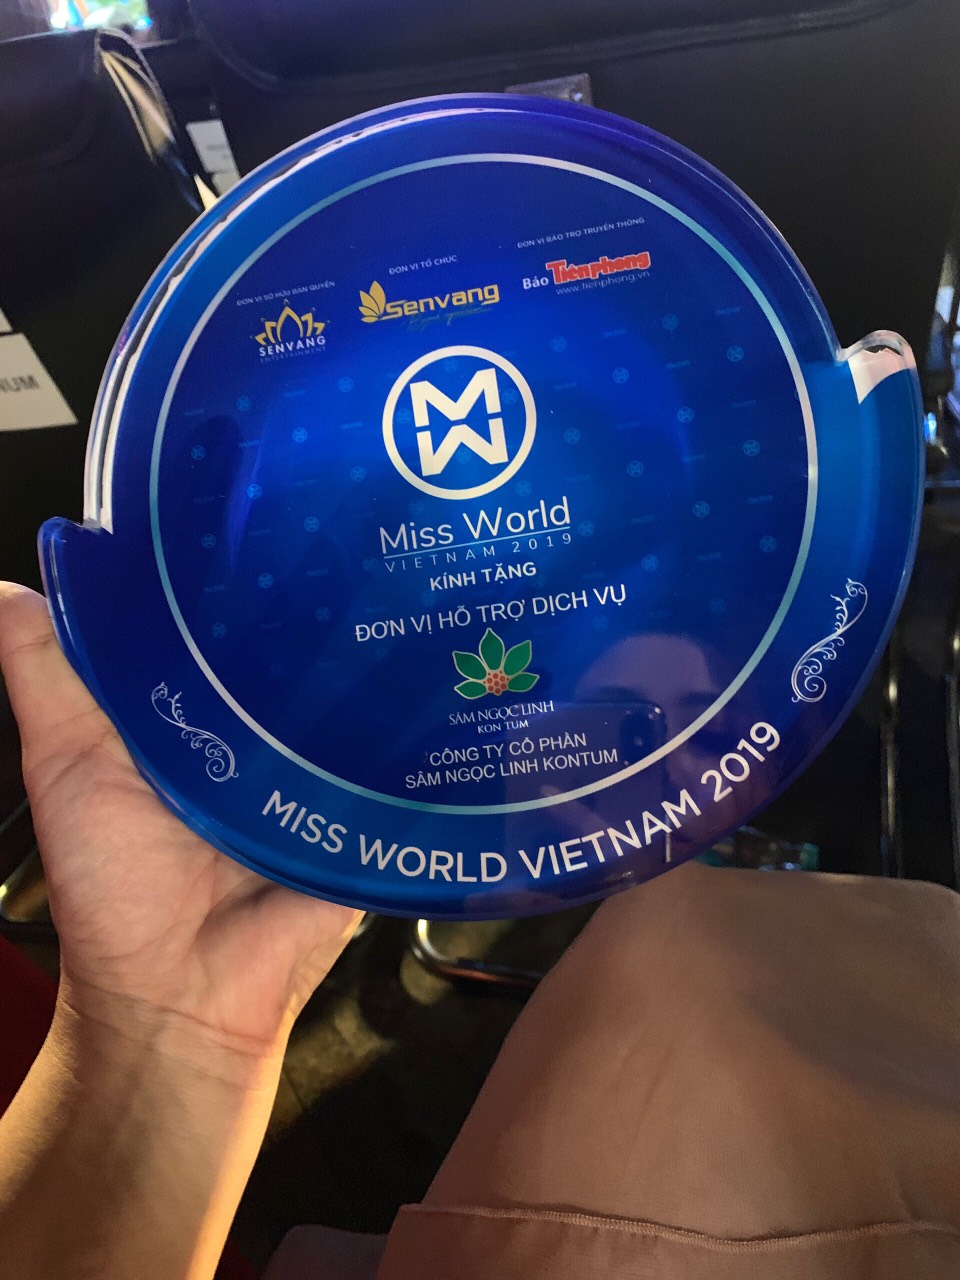 ĐƠN VỊ SỞ HỮU BẢN QUYỀN
SENVANG
ENTERTAINMENT
ĐƠN VỊ TỔ CHỨC
Senvang
ĐƠN VỊ BẢO TRỢ TRUYỀN THÔNG
Báo Tiền phong
www.tienphong.vn
Miss World
VIETNAM 2019
KÍNH TẶNG
ĐƠN VỊ HỖ TRỢ DỊCH VỤ
SÂM NGỌC LINH
KON TUM
CÔNG TY CỔ PHẦN
SÂM NGỌC LINH KONTUM
MISS WORLD VIETNAM 2019